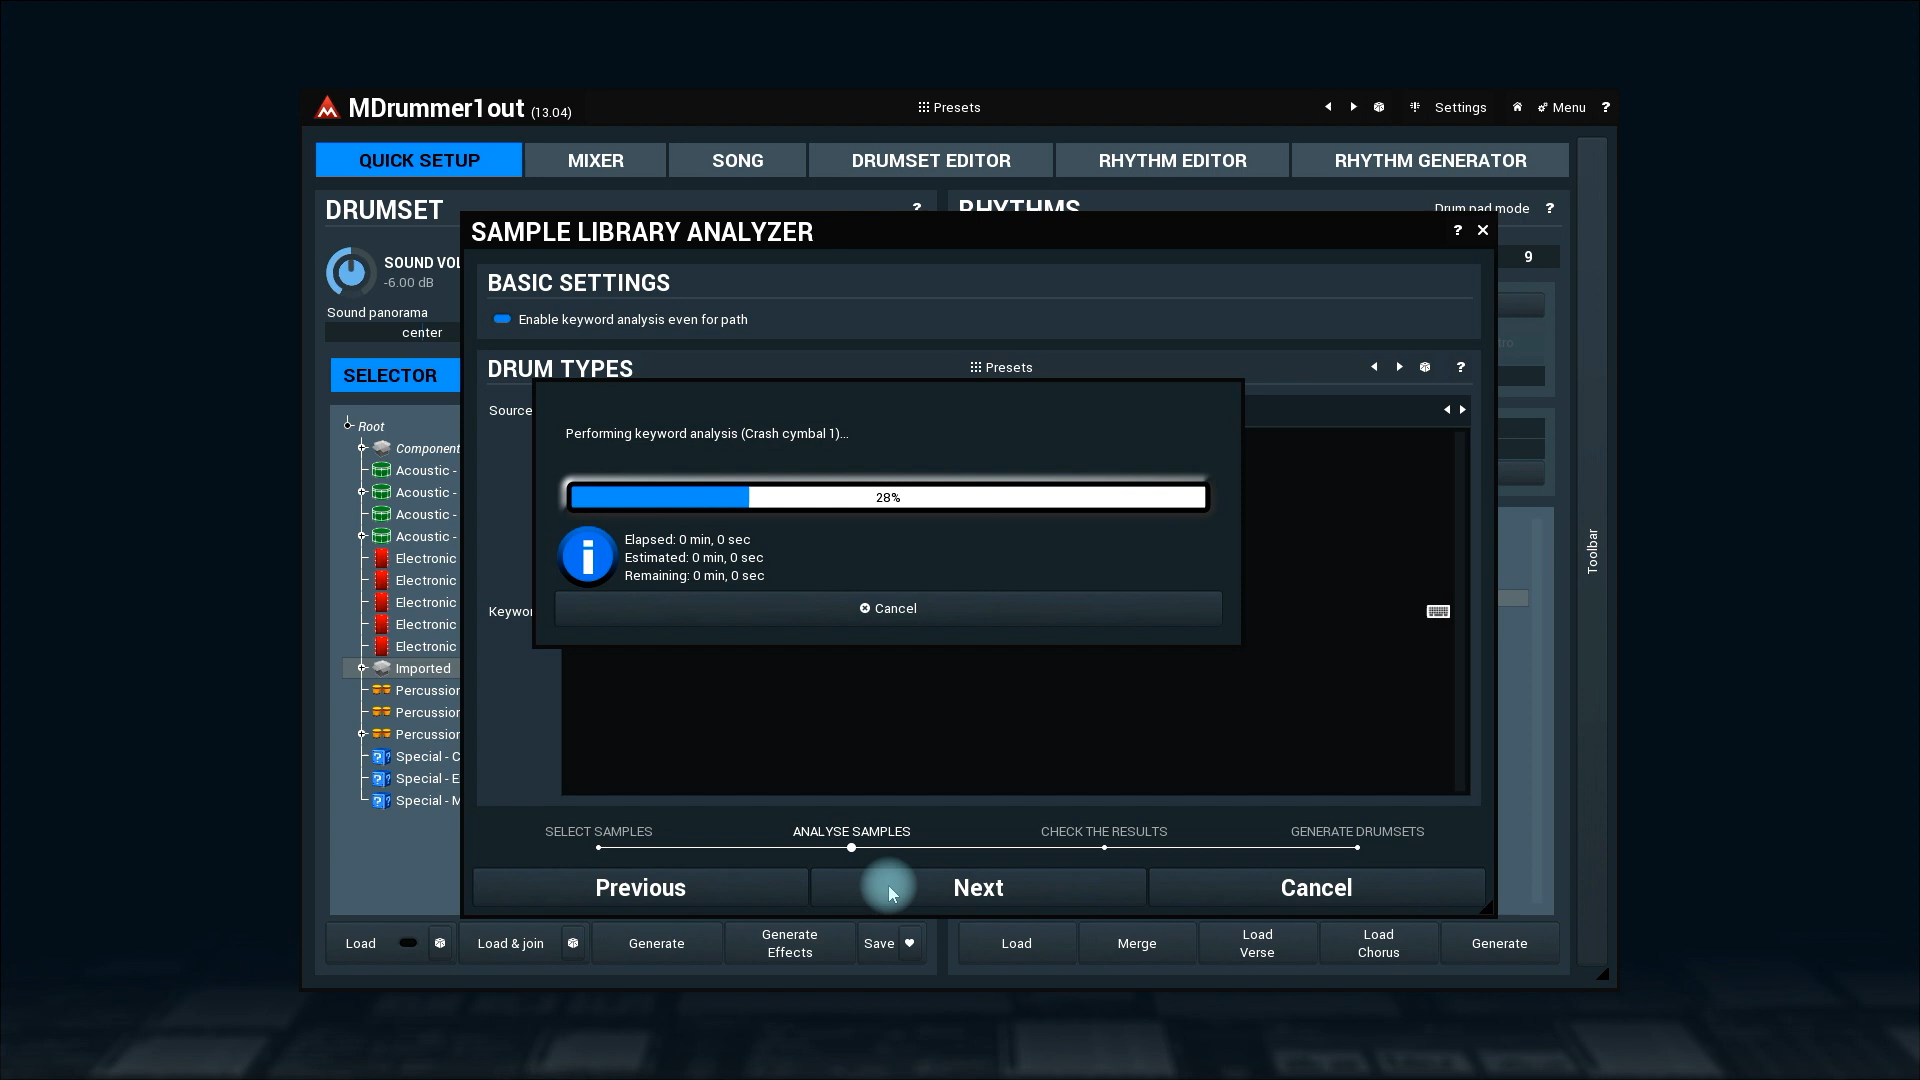 MDrummer1out (13.04)
Presets
Settings
Menu
?
QUICK SETUP
MIXER
SONG
DRUMSET EDITOR
RHYTHM EDITOR
RHYTHM GENERATOR
DRUMSET
?
RHYTHMS
Drum pad mode
?
SOUND VOL
-6.00 dB
Sound panorama
center
9
SELECTOR
Root
Component
Acoustic -
Acoustic -
Acoustic -
Acoustic -
Electronic
Electronic
Electronic
Electronic
Electronic
Imported
Percussion
Percussion
Percussion
Special - C
Special - E
Special - M
SAMPLE LIBRARY ANALYZER
?
BASIC SETTINGS
Enable keyword analysis even for path
DRUM TYPES
Presets
?
Source
Performing keyword analysis (Crash cymbal 1)...
28%
Elapsed: 0 min, 0 sec
Estimated: 0 min, 0 sec
Remaining: 0 min, 0 sec
Cancel
Keywor
SELECT SAMPLES
ANALYSE SAMPLES
CHECK THE RESULTS
GENERATE DRUMSETS
Previous
Next
Cancel
Load
Load & join
Generate
Generate
Effects
Save
Load
Merge
Load
Verse
Load
Chorus
Generate
Toolbar